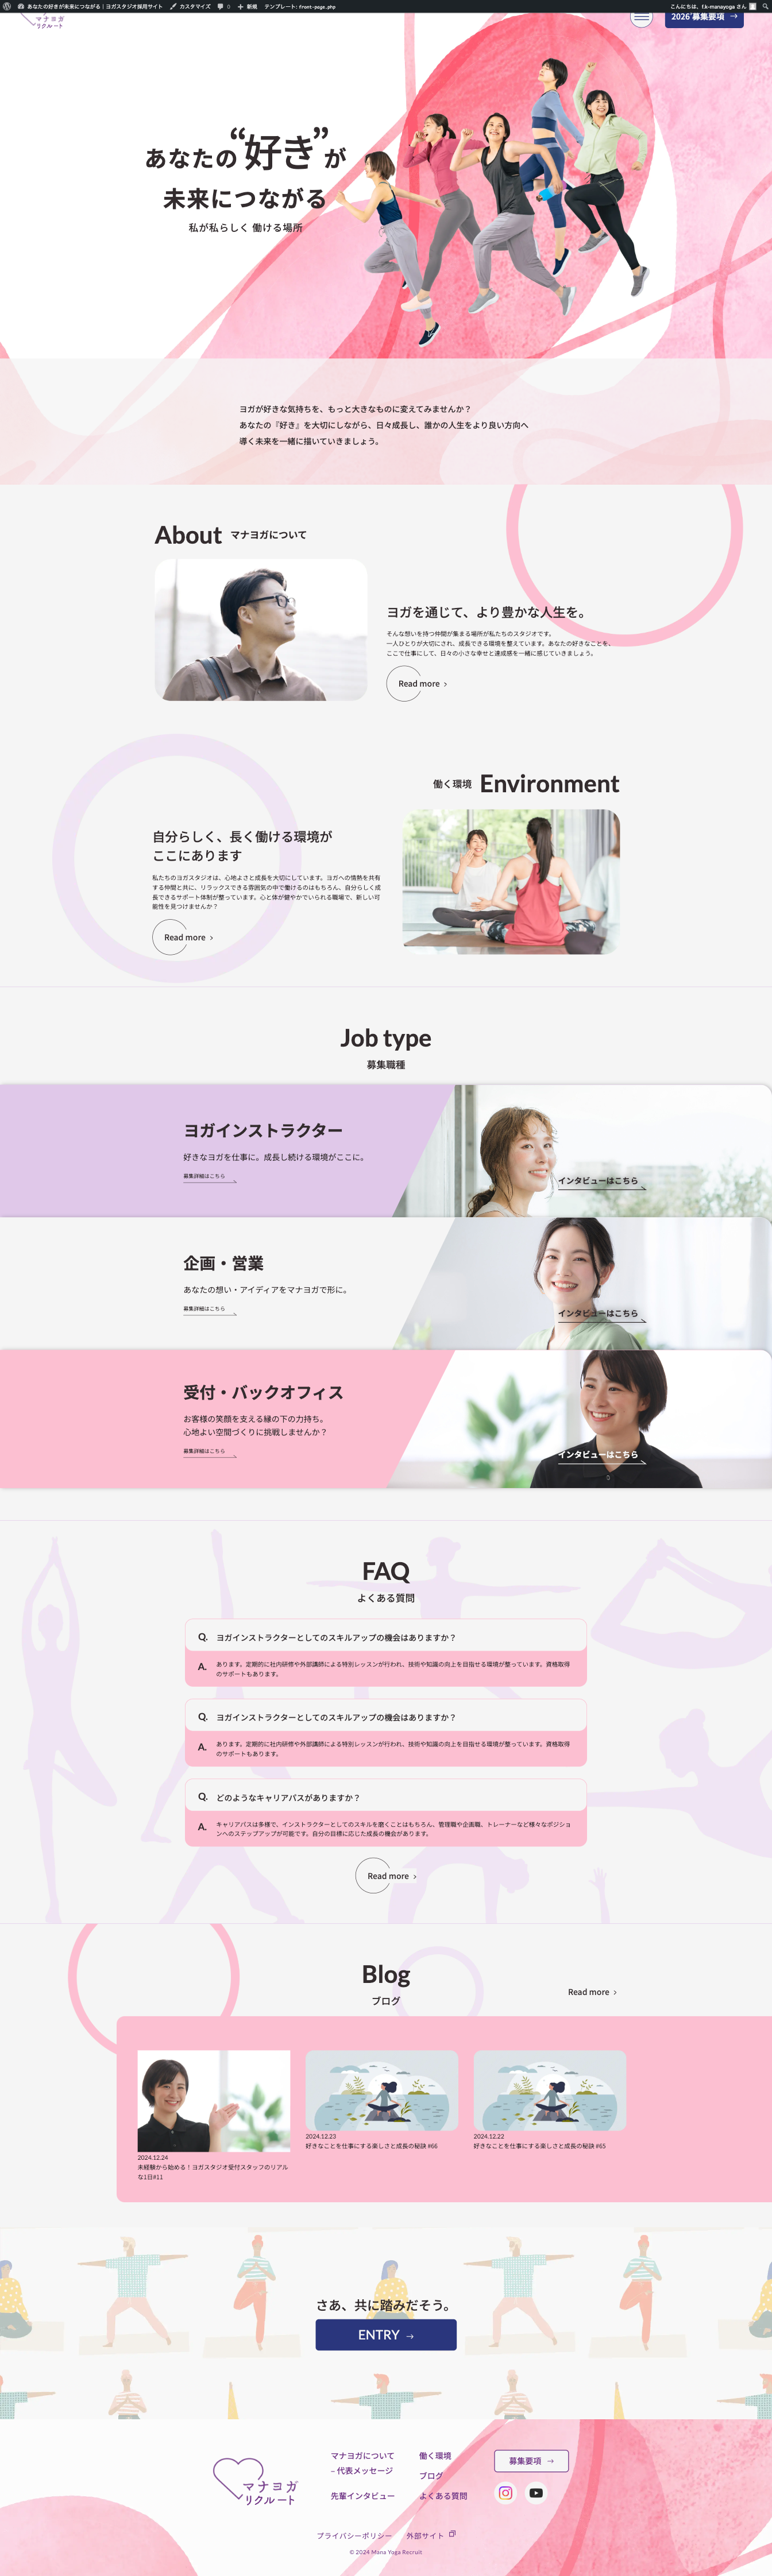 あなたの好きが未来につながる｜ヨガスタジオ採用サイト カスタマイズ 0 新規 テンプレート: front-page.php
こんにちは、f.k-manayoga さん
マナヨガ
リクルート
2026'募集要項 →
あなたの“好き”が
未来につながる
私が私らしく 働ける場所
ヨガが好きな気持ちを、もっと大きなものに変えてみませんか？
あなたの『好き』を大切にしながら、日々成長し、誰かの人生をより良い方向へ
導く未来を一緒に描いていきましょう。
About マナヨガについて
ヨガを通じて、より豊かな人生を。
そんな想いを持つ仲間が集まる場所が私たちのスタジオです。
一人ひとりが大切にされ、成長できる環境を整えています。あなたの好きなことを、
ここで仕事にして、日々の小さな幸せと達成感を一緒に感じていきましょう。
Read more
働く環境 Environment
自分らしく、長く働ける環境が
ここにあります
私たちのヨガスタジオは、心地よさと成長を大切にしています。ヨガへの情熱を共有
する仲間と共に、リラックスできる雰囲気の中で働けるのはもちろん、自分らしく成
長できるサポート体制が整っています。心と体が健やかでいられる職場で、新しい可
能性を見つけませんか？
Read more
Job type
募集職種
ヨガインストラクター
好きなヨガを仕事に。成長し続ける環境がここに。
募集詳細はこちら
インタビューはこちら
企画・営業
あなたの想い・アイディアをマナヨガで形に。
募集詳細はこちら
インタビューはこちら
受付・バックオフィス
お客様の笑顔を支える縁の下の力持ち。
心地よい空間づくりに挑戦しませんか？
募集詳細はこちら
インタビューはこちら
FAQ
よくある質問
Q. ヨガインストラクターとしてのスキルアップの機会はありますか？
A. あります。定期的に社内研修や外部講師による特別レッスンが行われ、技術や知識の向上を目指せる環境が整っています。資格取得
のサポートもあります。
Q. ヨガインストラクターとしてのスキルアップの機会はありますか？
A. あります。定期的に社内研修や外部講師による特別レッスンが行われ、技術や知識の向上を目指せる環境が整っています。資格取得
のサポートもあります。
Q. どのようなキャリアパスがありますか？
A. キャリアパスは多様で、インストラクターとしてのスキルを磨くことはもちろん、管理職や企画職、トレーナーなど様々なポジショ
ンへのステップアップが可能です。自分の目標に応じた成長の機会があります。
Read more
Blog
ブログ
Read more
2024.12.24
未経験から始める！ヨガスタジオ受付スタッフのリアル
な1日#11
2024.12.23
好きなことを仕事にする楽しさと成長の秘訣 #66
2024.12.22
好きなことを仕事にする楽しさと成長の秘訣 #65
さあ、共に踏みだそう。
ENTRY →
マナヨガ
リクルート
マナヨガについて
– 代表メッセージ
先輩インタビュー
働く環境
ブログ
よくある質問
募集要項 →
プライバシーポリシー 外部サイト
© 2024 Mana Yoga Recruit